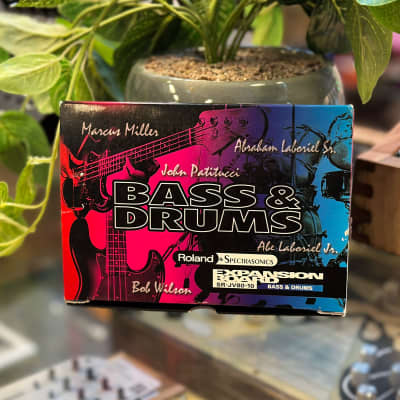 Marcus Miller
Abraham Laboriel Sr.
John Patitucci
BASS &
DRUMS
Abe Laboriel Jr.
Roland SPECTRASONICS
EXPANSION
BOARD
SR-JV80-10 BASS & DRUMS
Bob Wilson